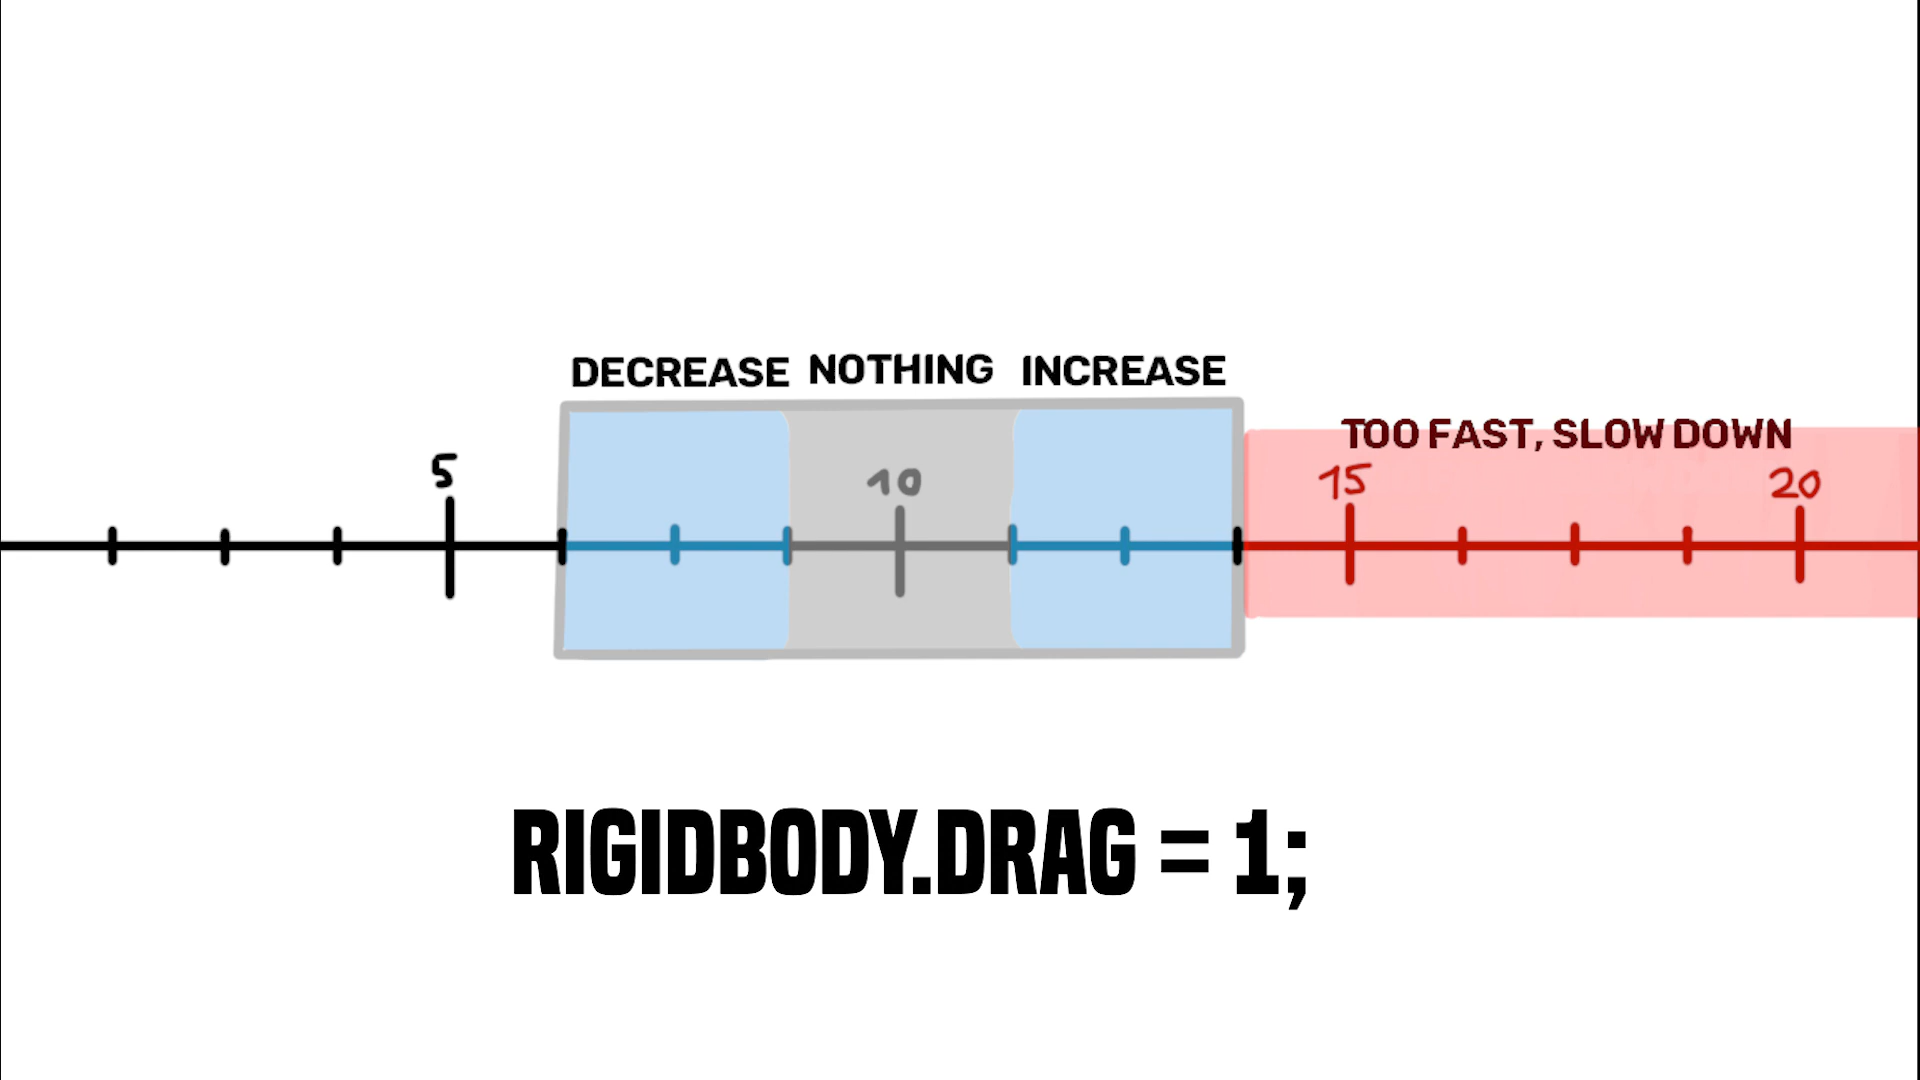 DECREASE NOTHING INCREASE
TOO FAST, SLOW DOWN
5 10 15 20
RIGIDBODY.DRAG = 1;